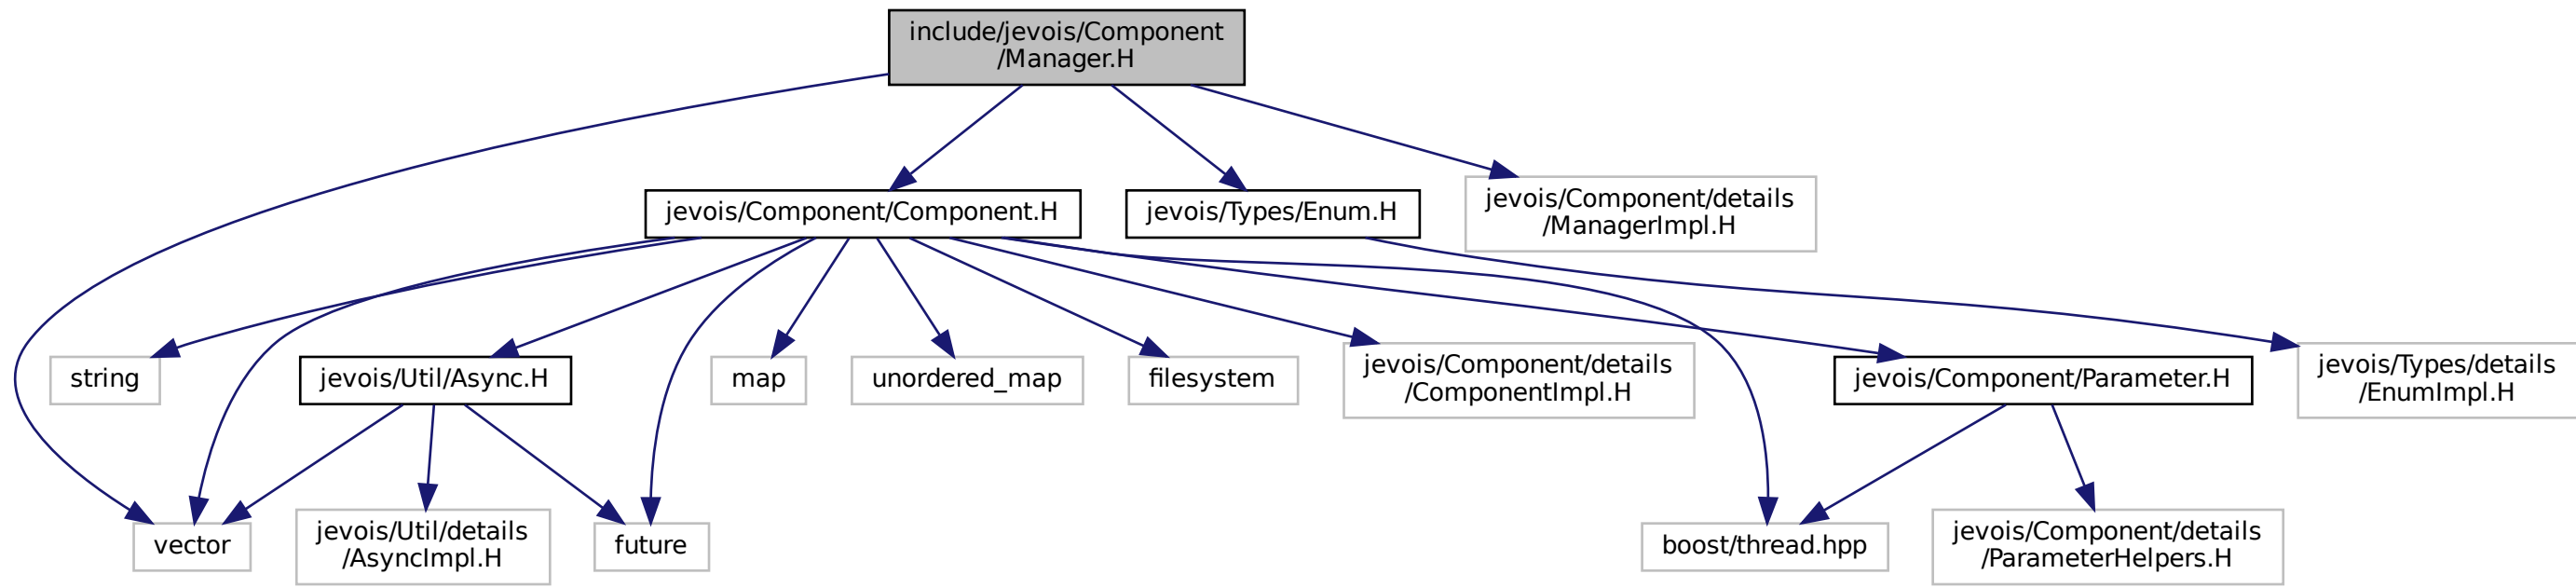 include/jevois/Component
/Manager.H
jevois/Component/Component.H
jevois/Types/Enum.H
jevois/Component/details
/ManagerImpl.H
string
jevois/Util/Async.H
map
unordered_map
filesystem
jevois/Component/details
/ComponentImpl.H
jevois/Component/Parameter.H
jevois/Types/details
/EnumImpl.H
vector
jevois/Util/details
/AsyncImpl.H
future
boost/thread.hpp
jevois/Component/details
/ParameterHelpers.H